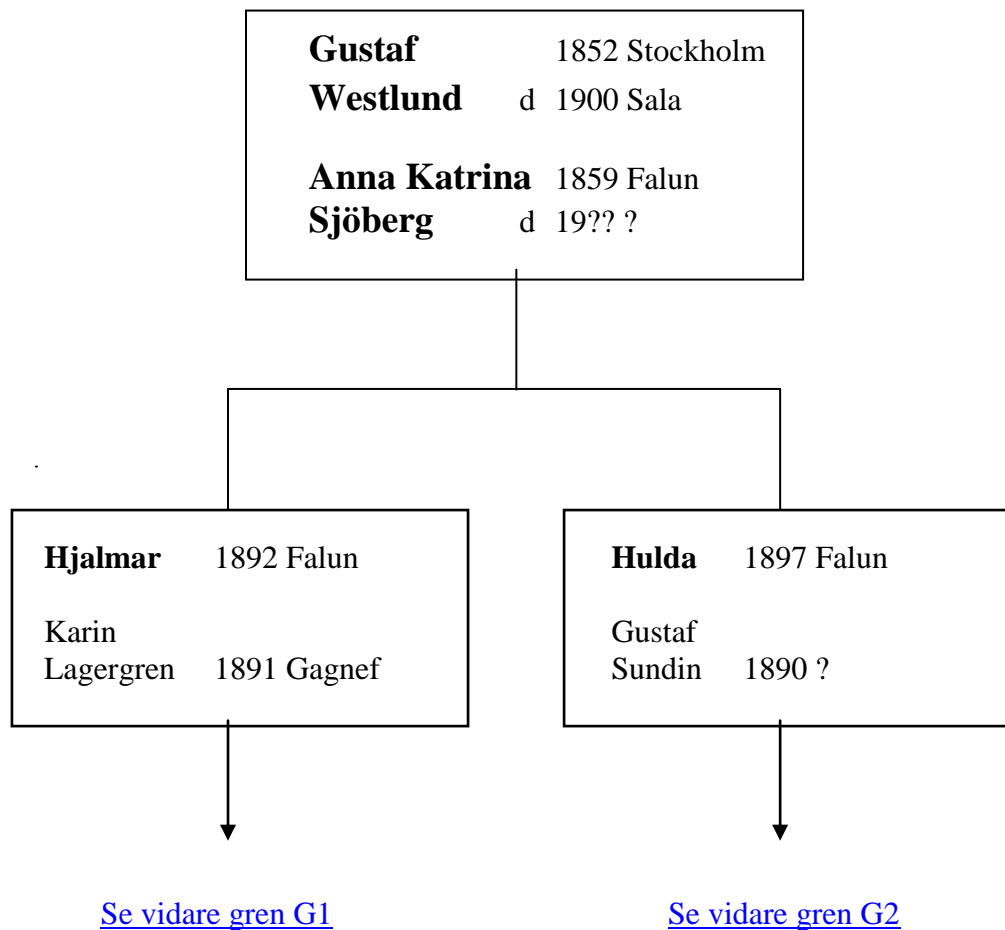 Gustaf 1852 Stockholm
Westlund d 1900 Sala
Anna Katrina 1859 Falun
Sjöberg d 19?? ?
Hjalmar 1892 Falun
Karin
Lagergren 1891 Gagnef
Hulda 1897 Falun
Gustaf
Sundin 1890 ?
Se vidare gren G1
Se vidare gren G2